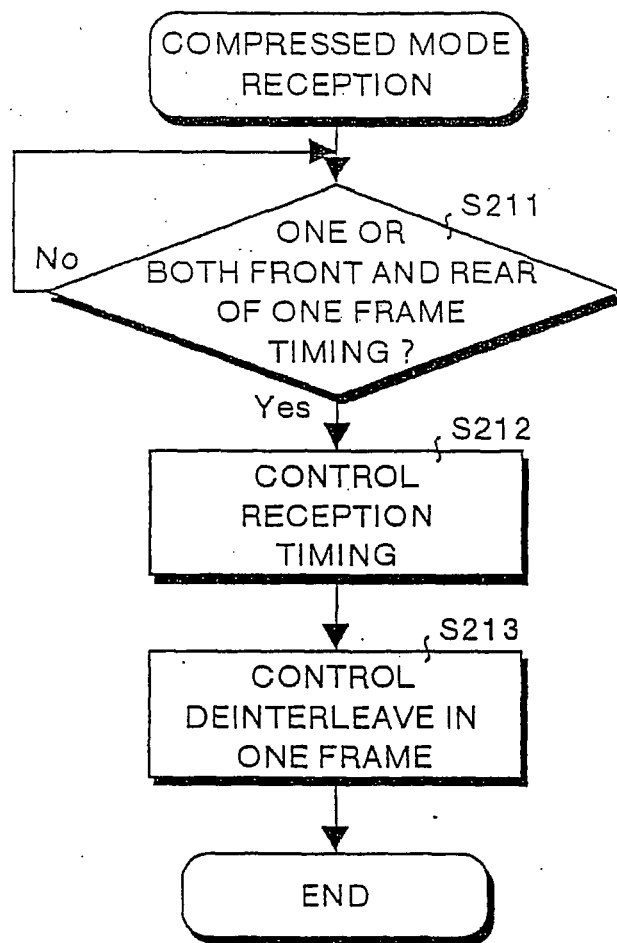 COMPRESSED MODE
RECEPTION
S211
ONE OR
BOTH FRONT AND REAR
OF ONE FRAME
TIMING ?
No
Yes
S212
CONTROL
RECEPTION
TIMING
S213
CONTROL
DEINTERLEAVE IN
ONE FRAME
END